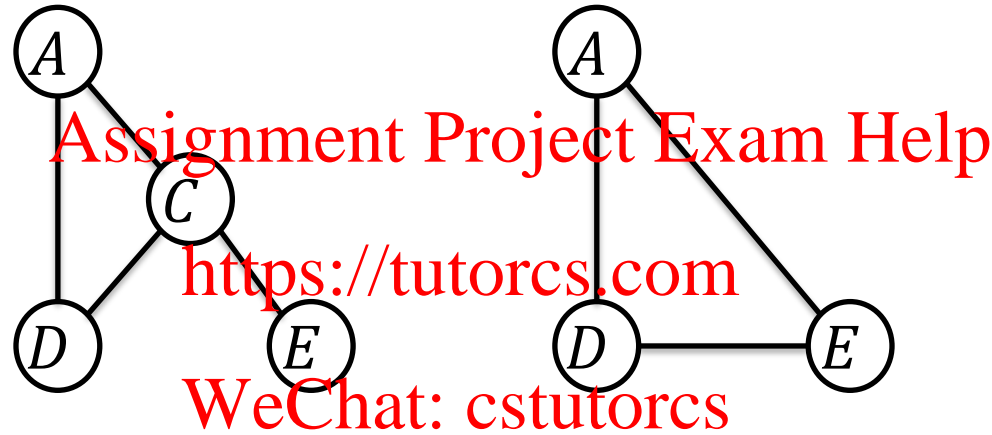 A A
Assignment Project Exam Help
C
https://tutorcs.com
D E D E
WeChat: cstutorcs